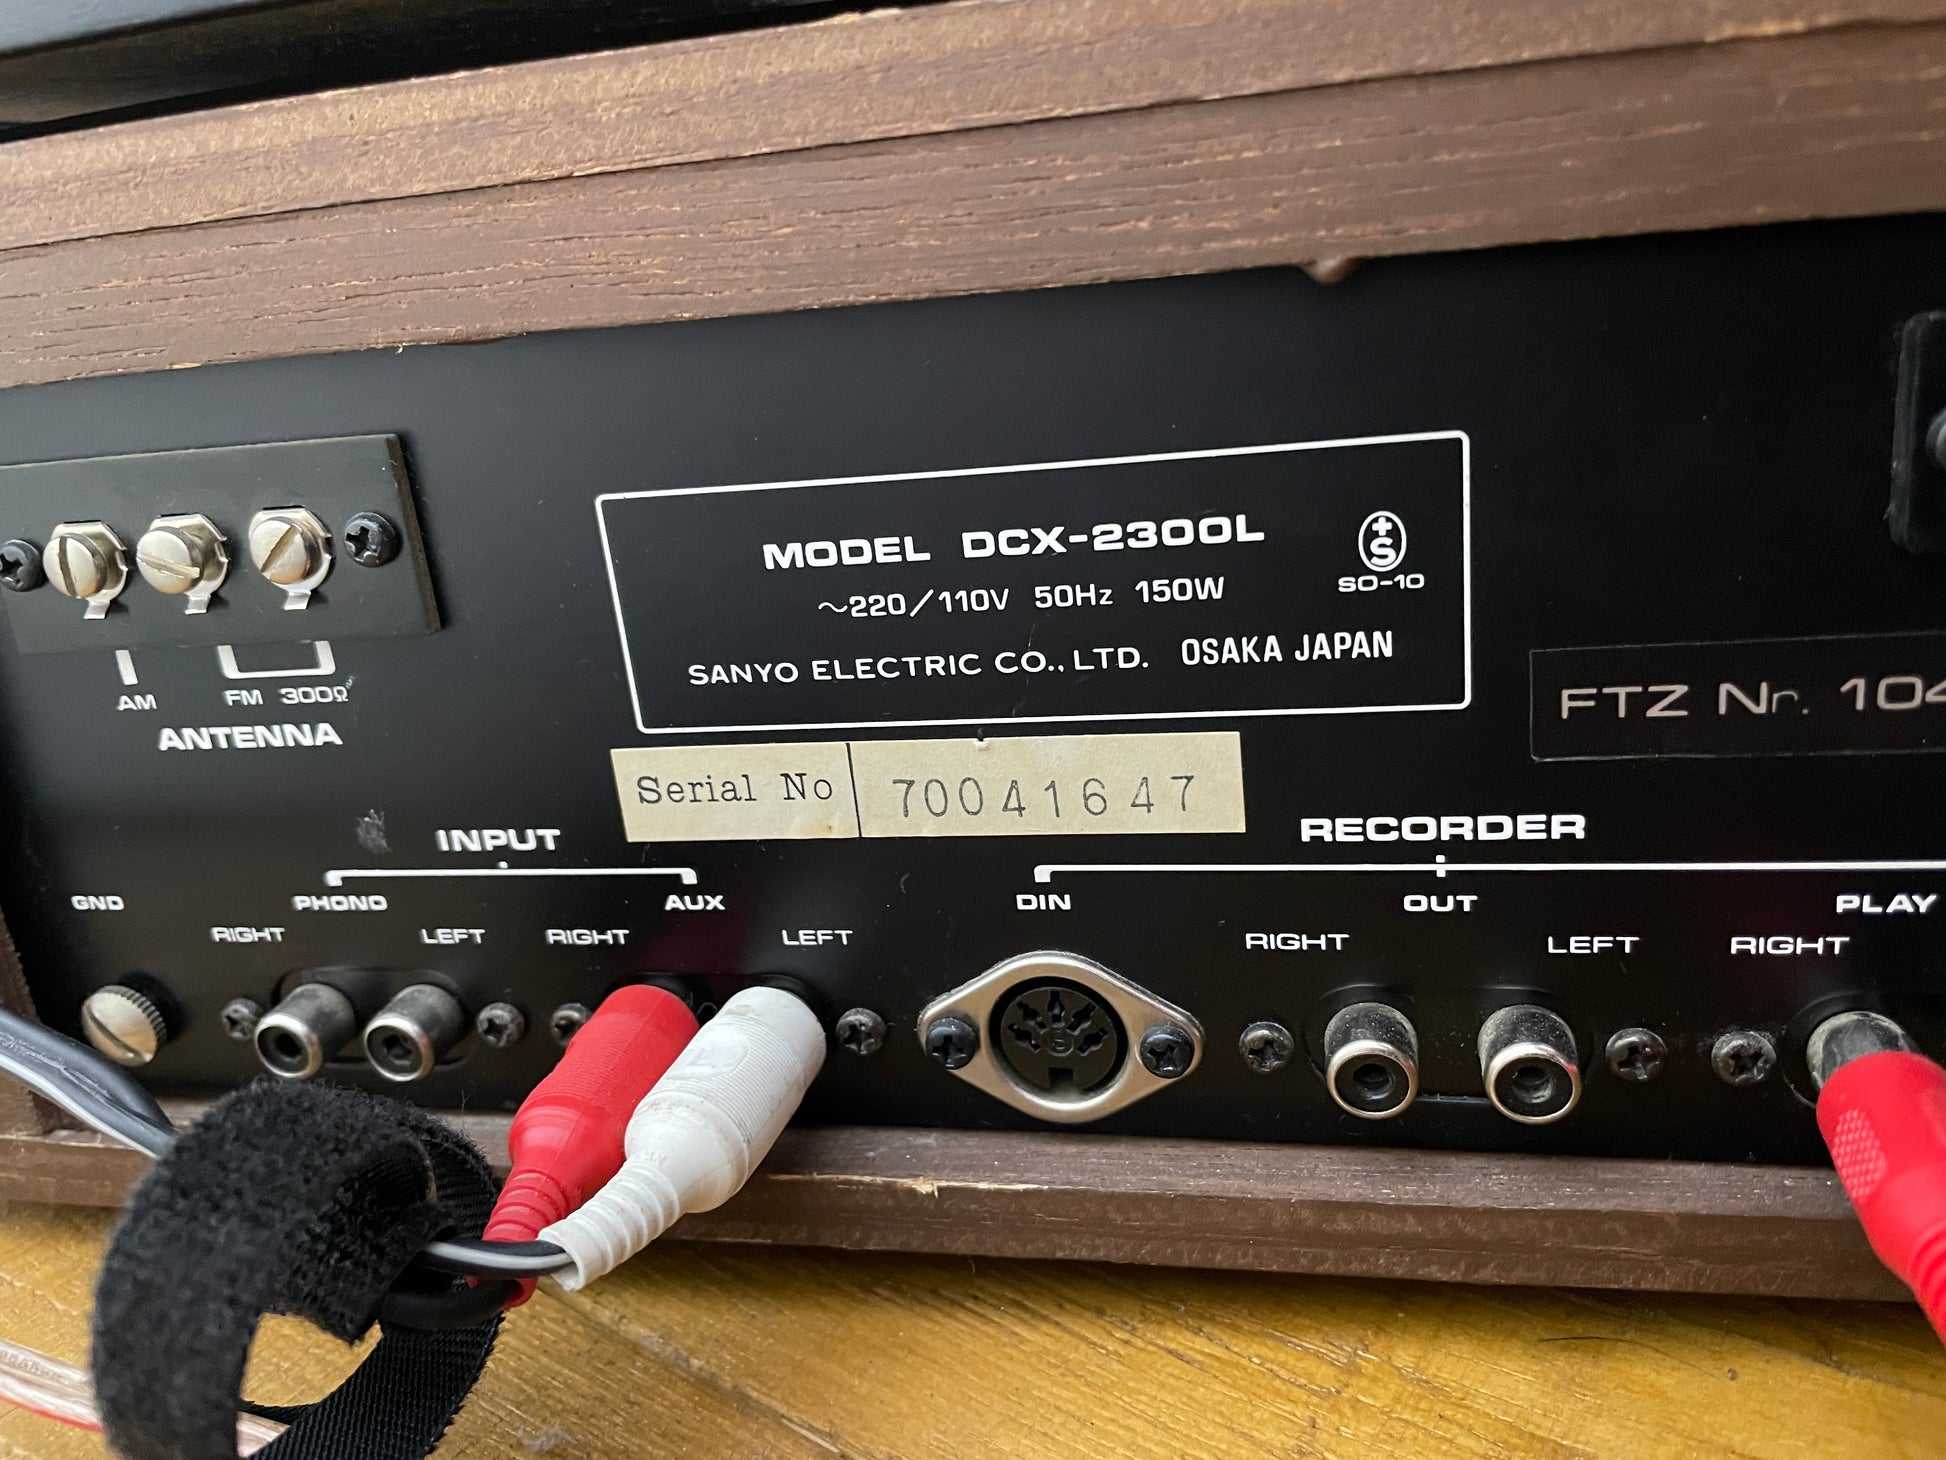 MODEL DCX-2300L
~220/110V 50Hz 150W
SO-10
SANYO ELECTRIC CO., LTD. OSAKA JAPAN
AM
FM 300Ω
ANTENNA
FTZ Nr. 104
Serial No 70041647
INPUT
RECORDER
GND
PHONO
AUX
DIN
OUT
PLAY
RIGHT
LEFT
RIGHT
LEFT
RIGHT
LEFT
RIGHT